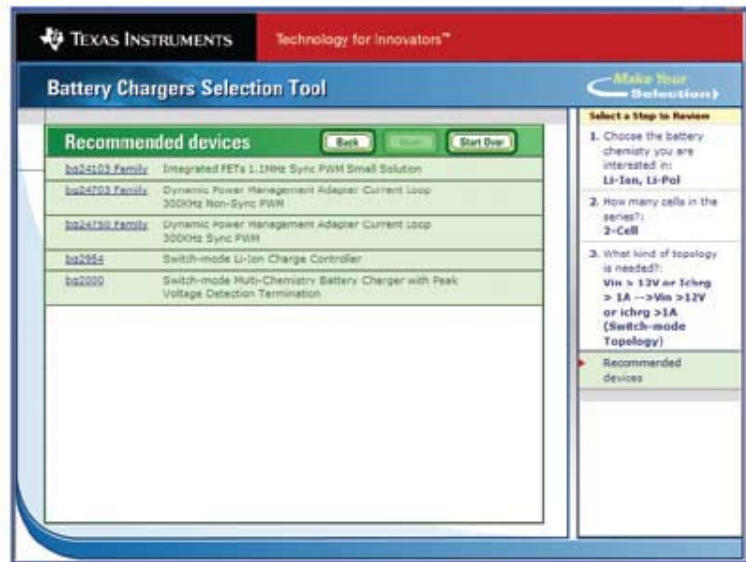 TEXAS INSTRUMENTS
Technology for Innovators™
Battery Chargers Selection Tool
Make Your
Selection
Recommended devices
Back
Next
Start Over
bq24103 Family
Integrated FETs 1.1MHz Sync PWM Small Solution
bq24703 Family
Dynamic Power Management Adapter Current Loop
300KHz Non-Sync PWM
bq24750 Family
Dynamic Power Management Adapter Current Loop
300KHz Sync PWM
bq2954
Switch-mode Li-Ion Charge Controller
bq2000
Switch-mode Multi-Chemistry Battery Charger with Peak
Voltage Detection Termination
Select a Step to Review
1. Choose the battery
chemisty you are
interested in:
Li-Ion, Li-Pol
2. How many cells in the
series?:
2-Cell
3. What kind of topology
is needed?:
Vin > 12V or Ichrg
> 1A -->Vin >12V
or ichrg >1A
(Switch-mode
Topology)
Recommended
devices